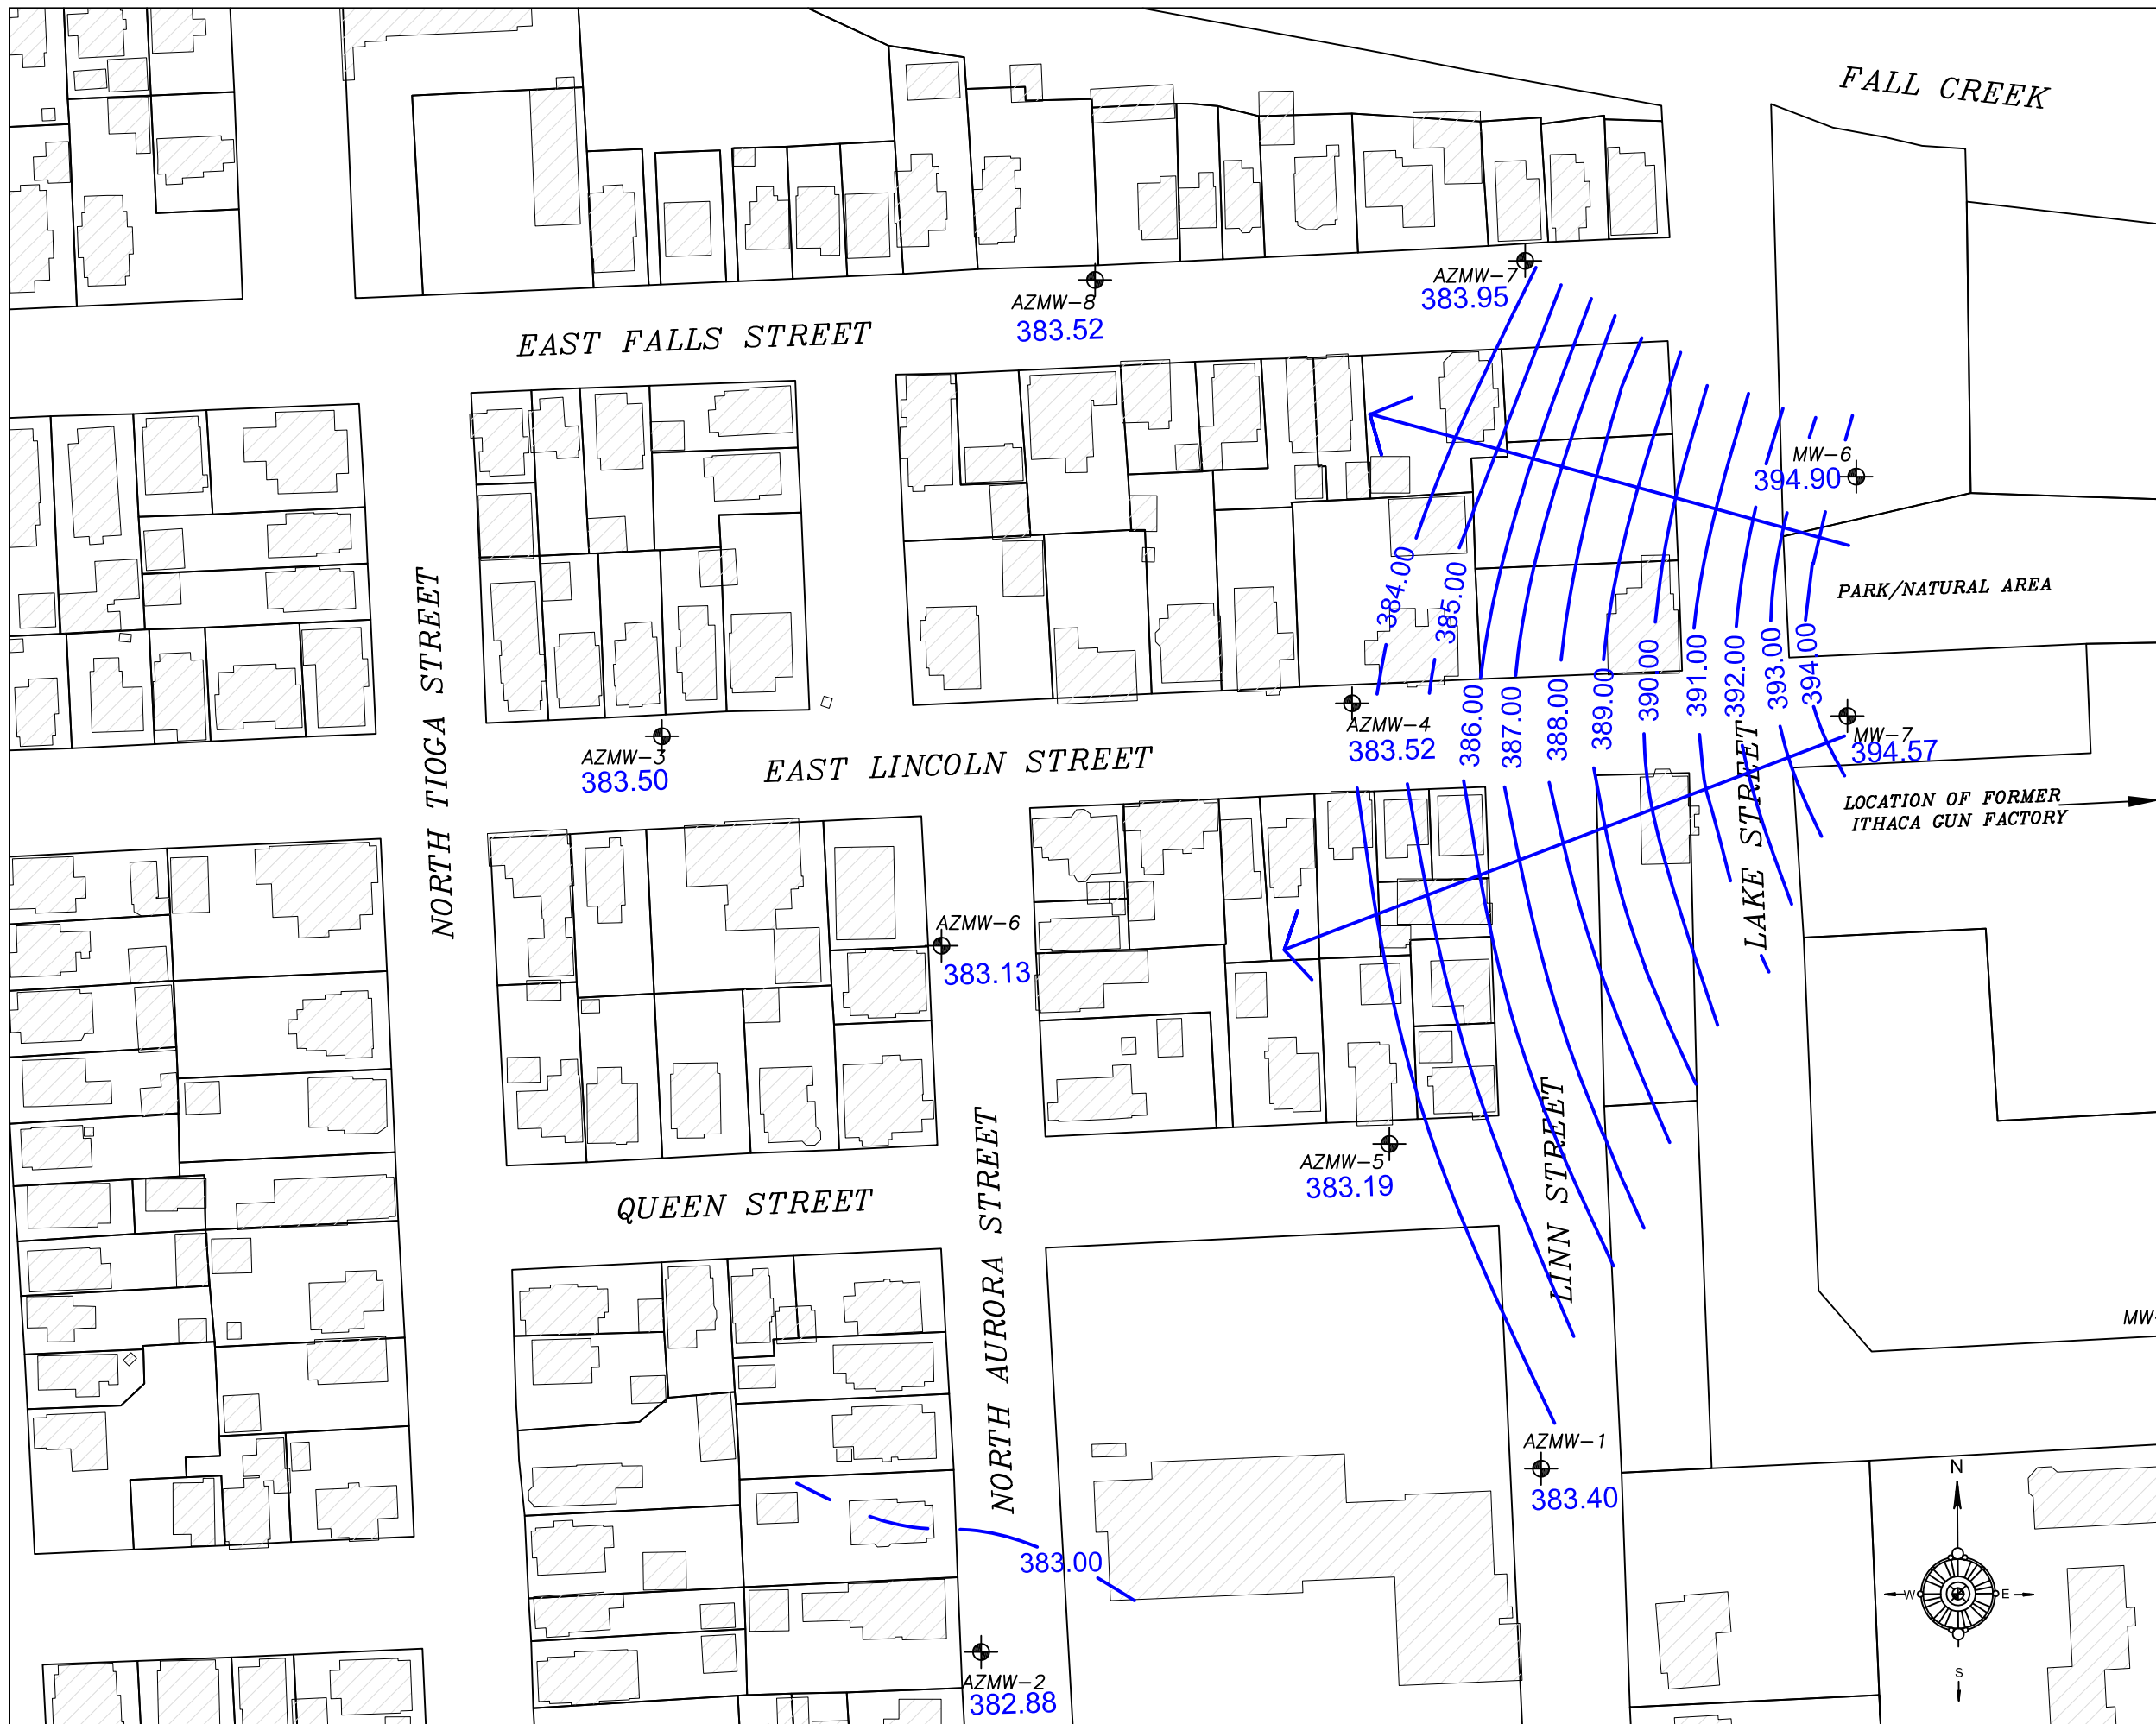 FALL CREEK
AZMW-7
383.95
AZMW-8
383.52
EAST FALLS STREET
MW-6
394.90
PARK/NATURAL AREA
384.00
385.00
386.00
387.00
388.00
389.00
390.00
391.00
392.00
393.00
394.00
NORTH TIOGA STREET
AZMW-3
383.50
EAST LINCOLN STREET
AZMW-4
383.52
MW-7
394.57
LAKE STREET
LOCATION OF FORMER
ITHACA GUN FACTORY
AZMW-6
383.13
AZMW-5
383.19
QUEEN STREET
NORTH AURORA STREET
LINN STREET
MW-
AZMW-1
383.40
383.00
AZMW-2
382.88
N
W
E
S